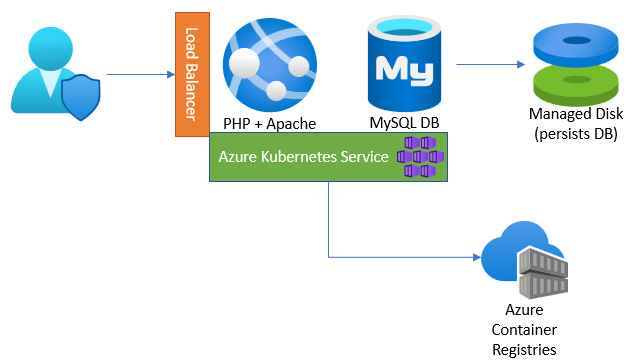 Load Balancer
My
PHP + Apache
MySQL DB
Managed Disk
(persists DB)
Azure Kubernetes Service
Azure
Container
Registries